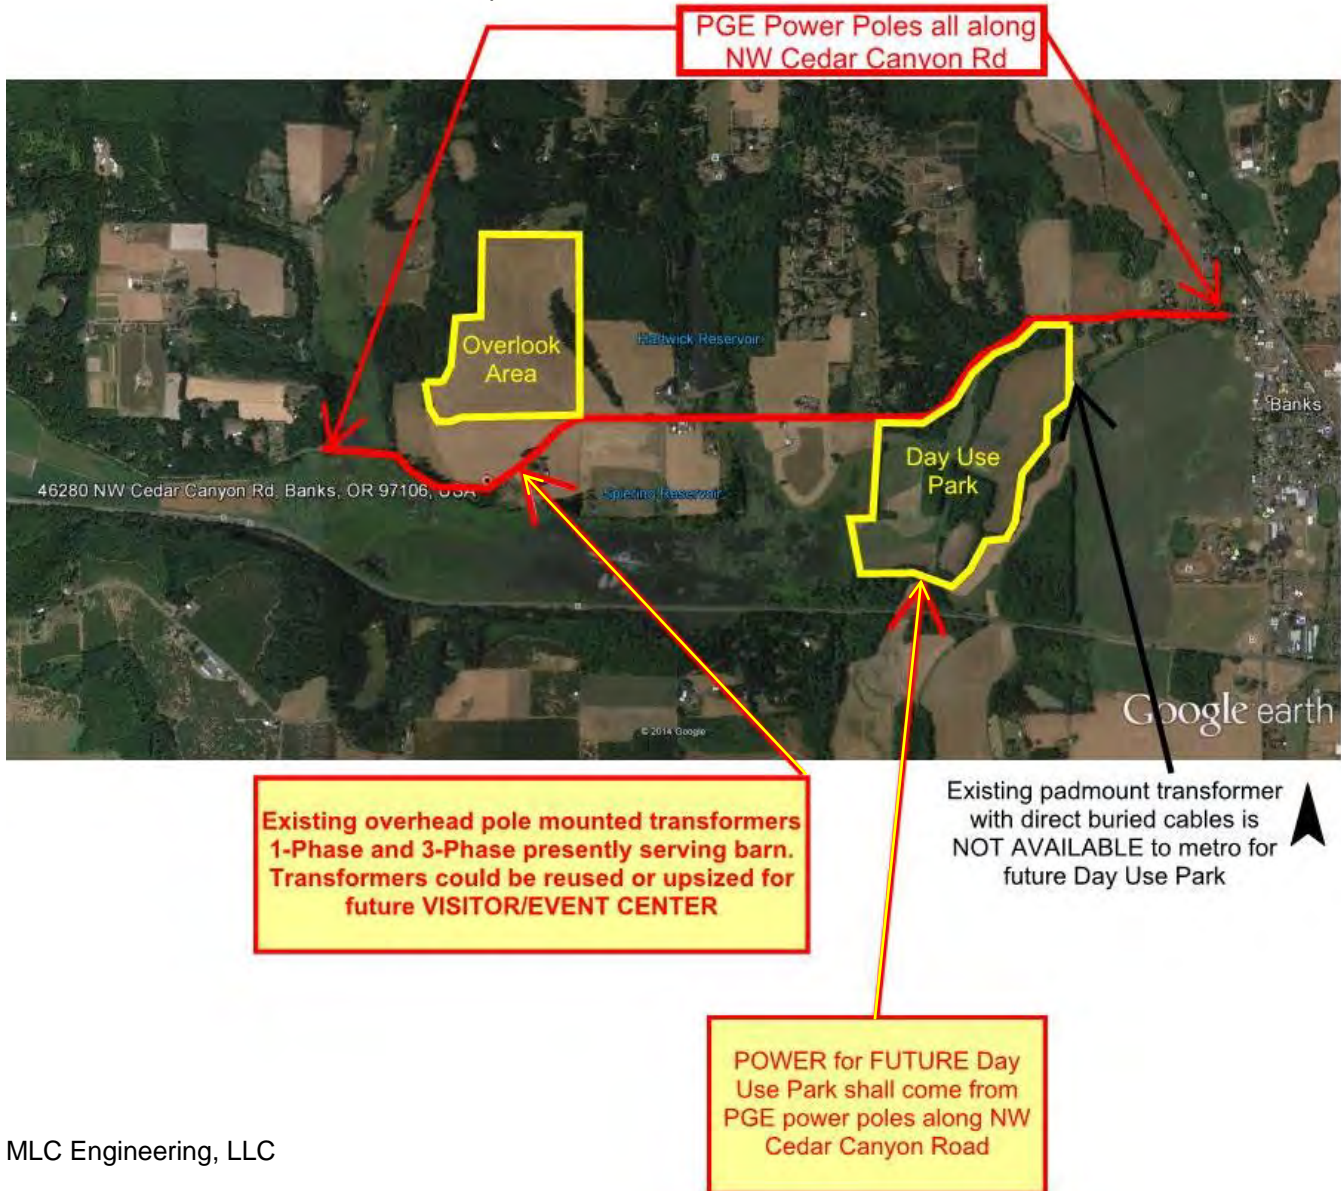 PGE Power Poles all along
NW Cedar Canyon Rd
Overlook
Area
Hardwick Reservoir
Banks
Day Use
Park
46280 NW Cedar Canyon Rd, Banks, OR 97106, USA
Reservoir
Google earth
© 2014 Google
Existing overhead pole mounted transformers
1-Phase and 3-Phase presently serving barn.
Transformers could be reused or upsized for
future VISITOR/EVENT CENTER
Existing padmount transformer
with direct buried cables is
NOT AVAILABLE to metro for
future Day Use Park
POWER for FUTURE Day
Use Park shall come from
PGE power poles along NW
Cedar Canyon Road
MLC Engineering, LLC